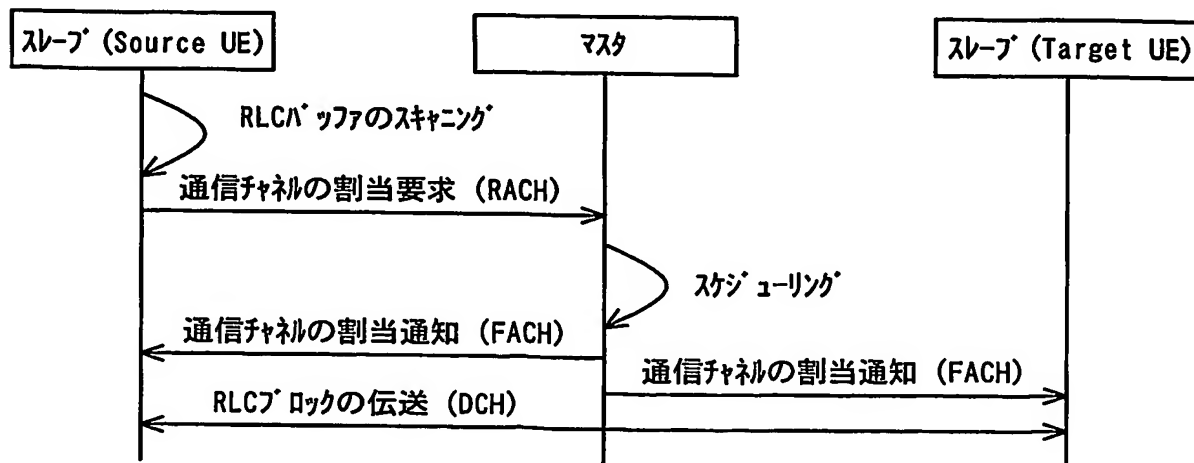 ｽﾚｰﾌﾞ (Source UE)
ﾏｽﾀ
ｽﾚｰﾌﾞ (Target UE)
RLCﾊﾞｯﾌｧのｽｷｬﾆﾝｸﾞ
通信ﾁｬﾈﾙの割当要求 (RACH)
ｽｹｼﾞｭｰﾘﾝｸﾞ
通信ﾁｬﾈﾙの割当通知 (FACH)
通信ﾁｬﾈﾙの割当通知 (FACH)
RLCﾌﾞﾛｯｸの伝送 (DCH)